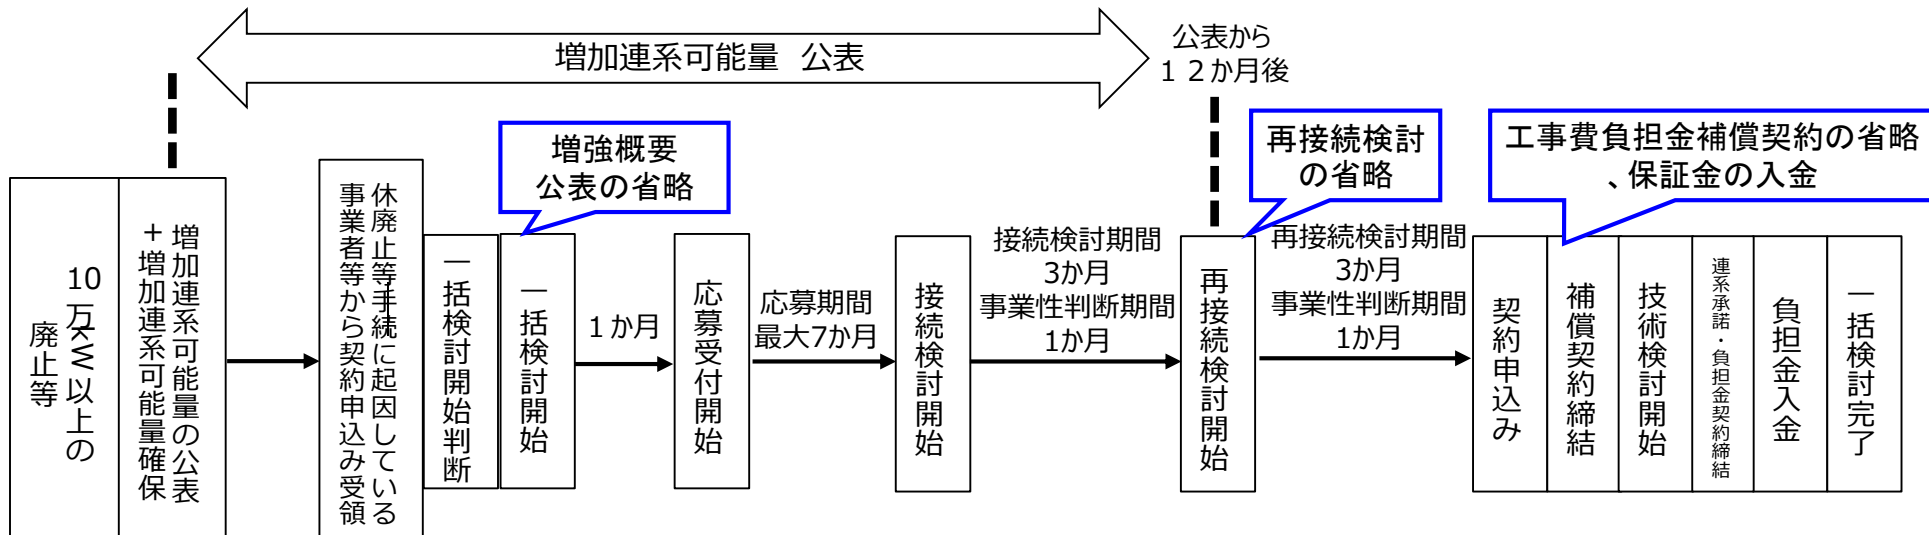 増加連系可能量 公表
公表から
１２か月後
増強概要
公表の省略
再接続検討
の省略
工事費負担金補償契約の省略
、保証金の入金
10万kW以上の
廃止等
増加連系可能量の公表
＋増加連系可能量確保
休廃止等手続に起因している
事業者等から契約申込み受領
一括検討開始判断
一括検討開始
１か月
応募受付開始
応募期間
最大7か月
接続検討開始
接続検討期間
3か月
事業性判断期間
1か月
再接続検討開始
再接続検討期間
3か月
事業性判断期間
1か月
契約申込み
補償契約締結
技術検討開始
連系承諾・負担金契約締結
負担金入金
一括検討完了